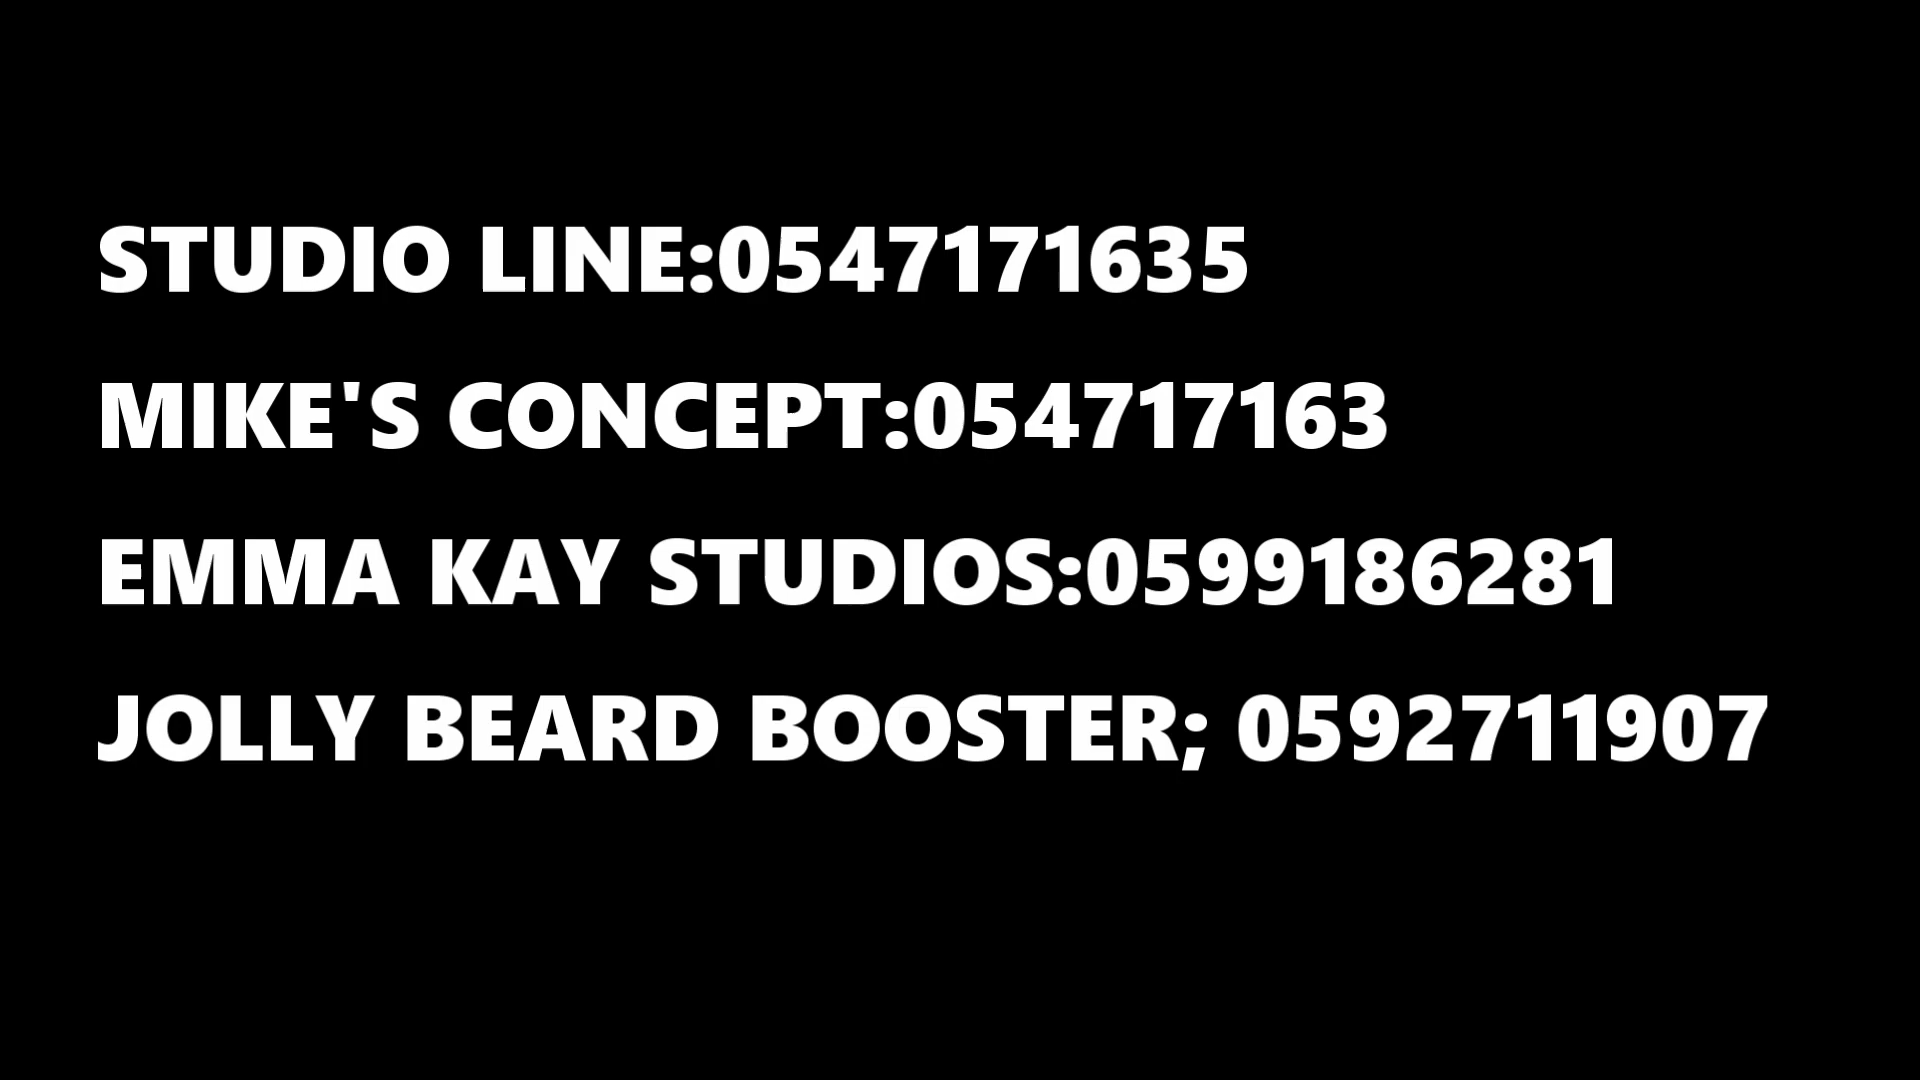 STUDIO LINE:0547171635
MIKE'S CONCEPT:054717163
EMMA KAY STUDIOS:0599186281
JOLLY BEARD BOOSTER; 0592711907